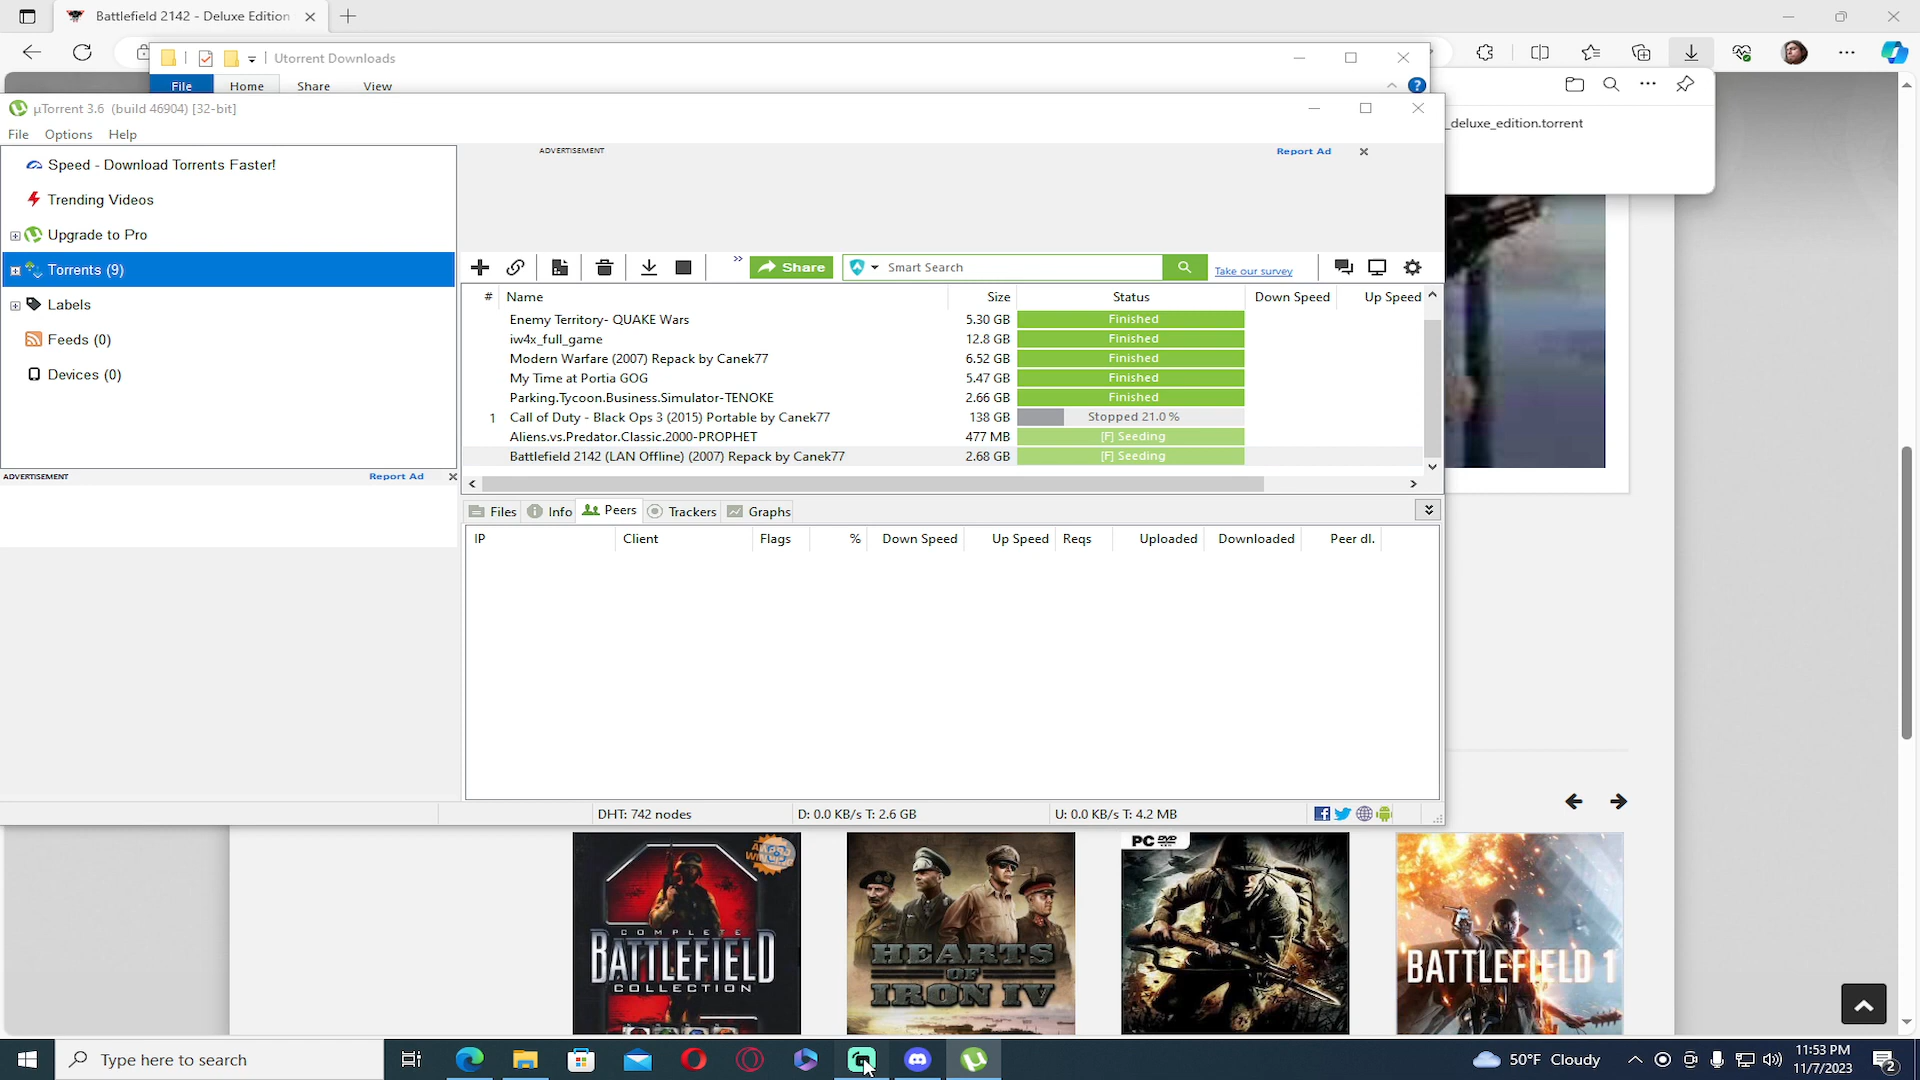 Battlefield 2142 - Deluxe Edition
Utorrent Downloads
File Home Share View
_deluxe_edition.torrent
µTorrent 3.6 (build 46904) [32-bit]
File Options Help
Speed - Download Torrents Faster!
Trending Videos
Upgrade to Pro
Torrents (9)
Labels
Feeds (0)
Devices (0)
ADVERTISEMENT Report Ad
ADVERTISEMENT Report Ad
Share
Smart Search
Take our survey
# Name Size Status Down Speed Up Speed
Enemy Territory- QUAKE Wars 5.30 GB Finished
iw4x_full_game 12.8 GB Finished
Modern Warfare (2007) Repack by Canek77 6.52 GB Finished
My Time at Portia GOG 5.47 GB Finished
Parking.Tycoon.Business.Simulator-TENOKE 2.66 GB Finished
1 Call of Duty - Black Ops 3 (2015) Portable by Canek77 138 GB Stopped 21.0 %
Aliens.vs.Predator.Classic.2000-PROPHET 477 MB [F] Seeding
Battlefield 2142 (LAN Offline) (2007) Repack by Canek77 2.68 GB [F] Seeding
Files Info Peers Trackers Graphs
IP Client Flags % Down Speed Up Speed Reqs Uploaded Downloaded Peer dl.
DHT: 742 nodes D: 0.0 KB/s T: 2.6 GB U: 0.0 KB/s T: 4.2 MB
COMPLETE
BATTLEFIELD
COLLECTION
HEARTS
OF
IRON IV
PC DVD
BATTLEFIELD 1
Type here to search
50°F Cloudy
11:53 PM
11/7/2023
2